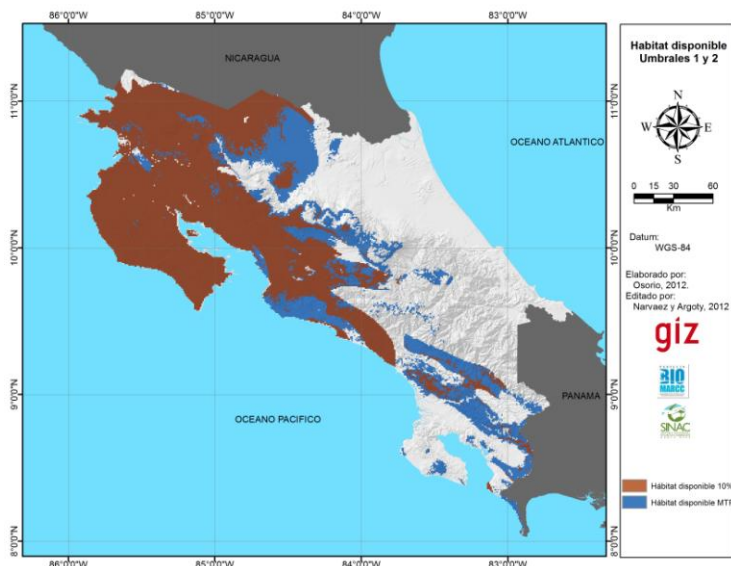 86°0'0"W 85°0'0"W 84°0'0"W 83°0'0"W
NICARAGUA
OCEANO ATLANTICO
OCEANO PACIFICO
PANAMA
11°0'0"N
10°0'0"N
9°0'0"N
8°0'0"N
11°0'0"N
10°0'0"N
9°0'0"N
8°0'0"N
86°0'0"W 85°0'0"W 84°0'0"W 83°0'0"W
Habitat disponible
Umbrales 1 y 2
N
W E
S
0 15 30 60
Km
Datum:
WGS-84
Elaborado por:
Osorio, 2012.
Editado por:
Narvaez y Argoty, 2012
giz
BIO
MARCC
SINAC
Hábitat disponible 10%
Hábitat disponible MTP